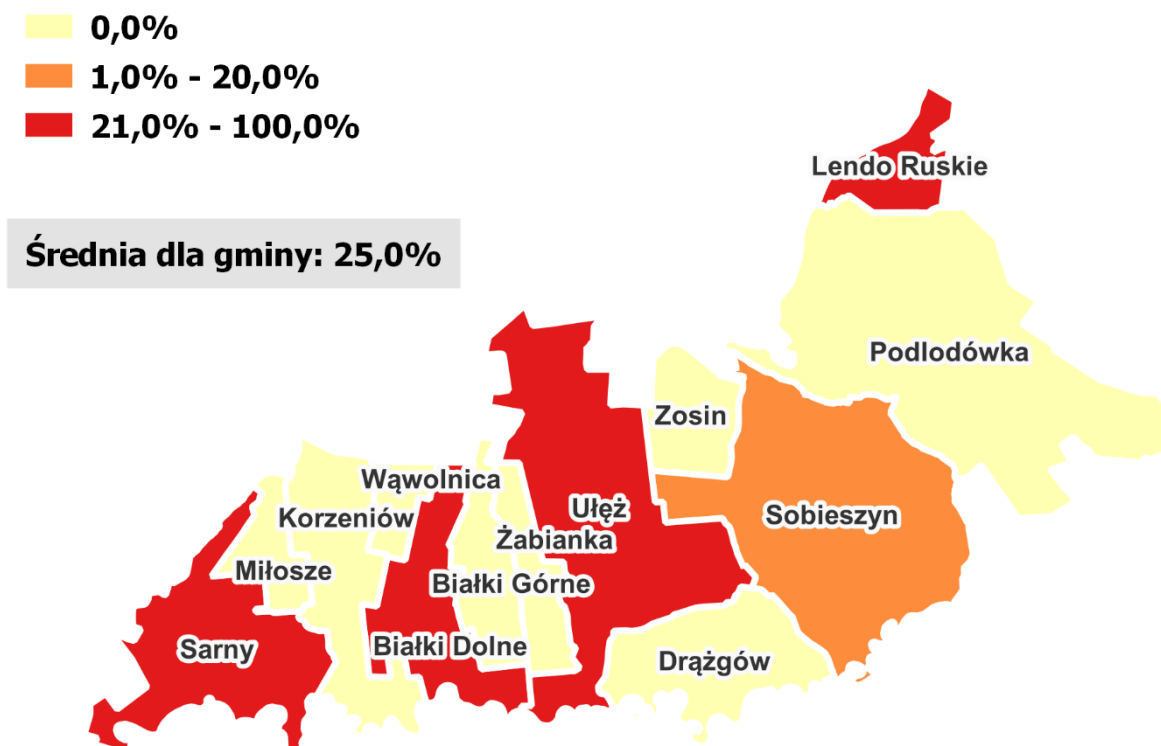 0,0%
1,0% - 20,0%
21,0% - 100,0%
Lendo Ruskie
Średnia dla gminy: 25,0%
Podlodówka
Zosin
Wąwolnica
Korzeniów
Ułęż
Sobieszyn
Żabianka
Miłosze
Białki Górne
Sarny
Białki Dolne
Drążgów